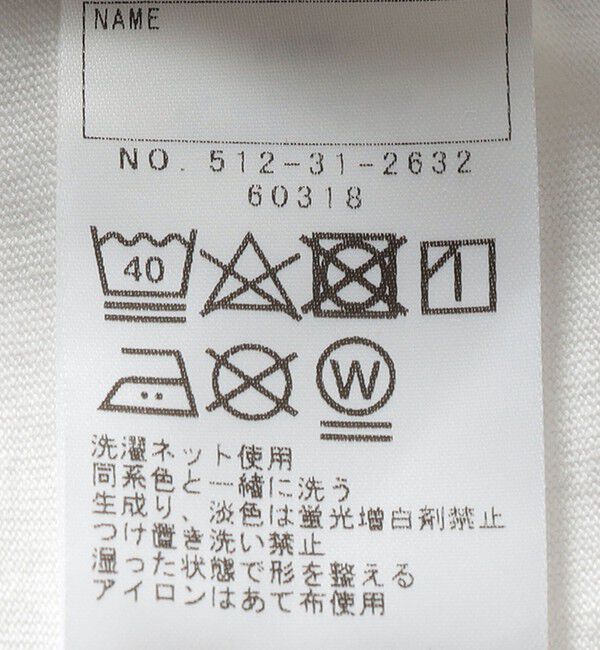 NAME
NO. 512-31-2632
60318
40
W
洗濯ネット使用
同系色と一緒に洗う
生成り、淡色は蛍光増白剤禁止
つけ置き洗い禁止
湿った状態で形を整える
アイロンはあて布使用